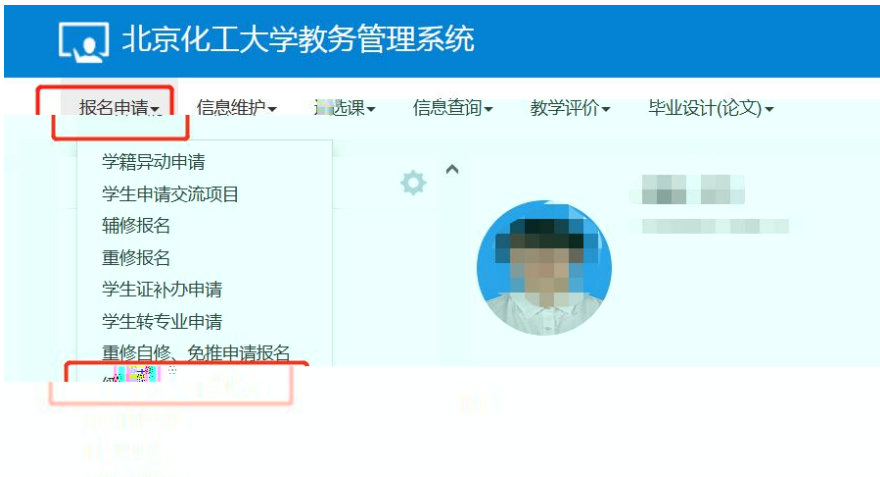 北京化工大学教务管理系统
报名申请 信息维护 选课 信息查询 教学评价 毕业设计(论文)
学籍异动申请
学生申请交流项目
辅修报名
重修报名
学生证补办申请
学生转专业申请
重修自修、免推申请报名